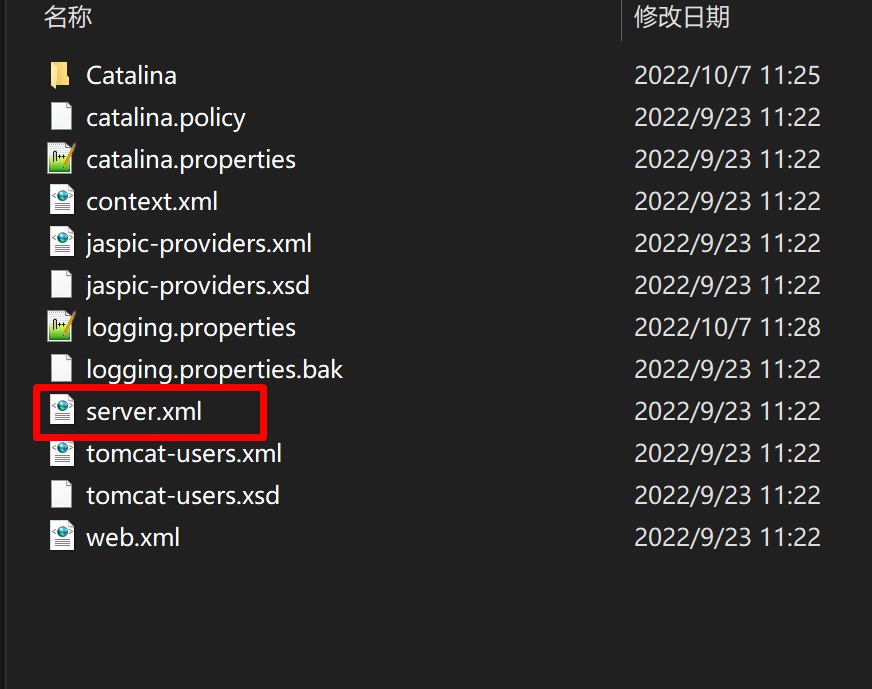 名称 修改日期
Catalina 2022/10/7 11:25
catalina.policy 2022/9/23 11:22
catalina.properties 2022/9/23 11:22
context.xml 2022/9/23 11:22
jaspic-providers.xml 2022/9/23 11:22
jaspic-providers.xsd 2022/9/23 11:22
logging.properties 2022/10/7 11:28
logging.properties.bak 2022/9/23 11:22
server.xml 2022/9/23 11:22
tomcat-users.xml 2022/9/23 11:22
tomcat-users.xsd 2022/9/23 11:22
web.xml 2022/9/23 11:22